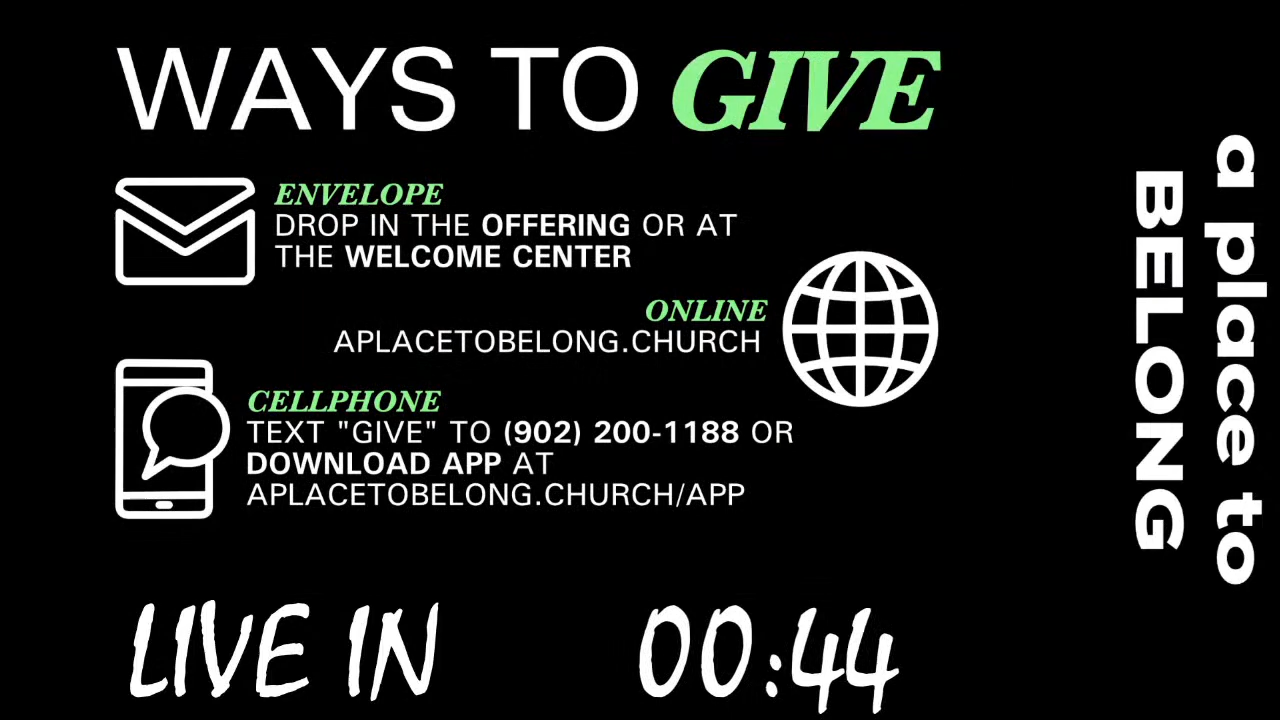 WAYS TO GIVE
ENVELOPE
DROP IN THE OFFERING OR AT
THE WELCOME CENTER
ONLINE
APLACETOBELONG.CHURCH
CELLPHONE
TEXT "GIVE" TO (902) 200-1188 OR
DOWNLOAD APP AT
APLACETOBELONG.CHURCH/APP
LIVE IN 00:44
a place to
BELONG